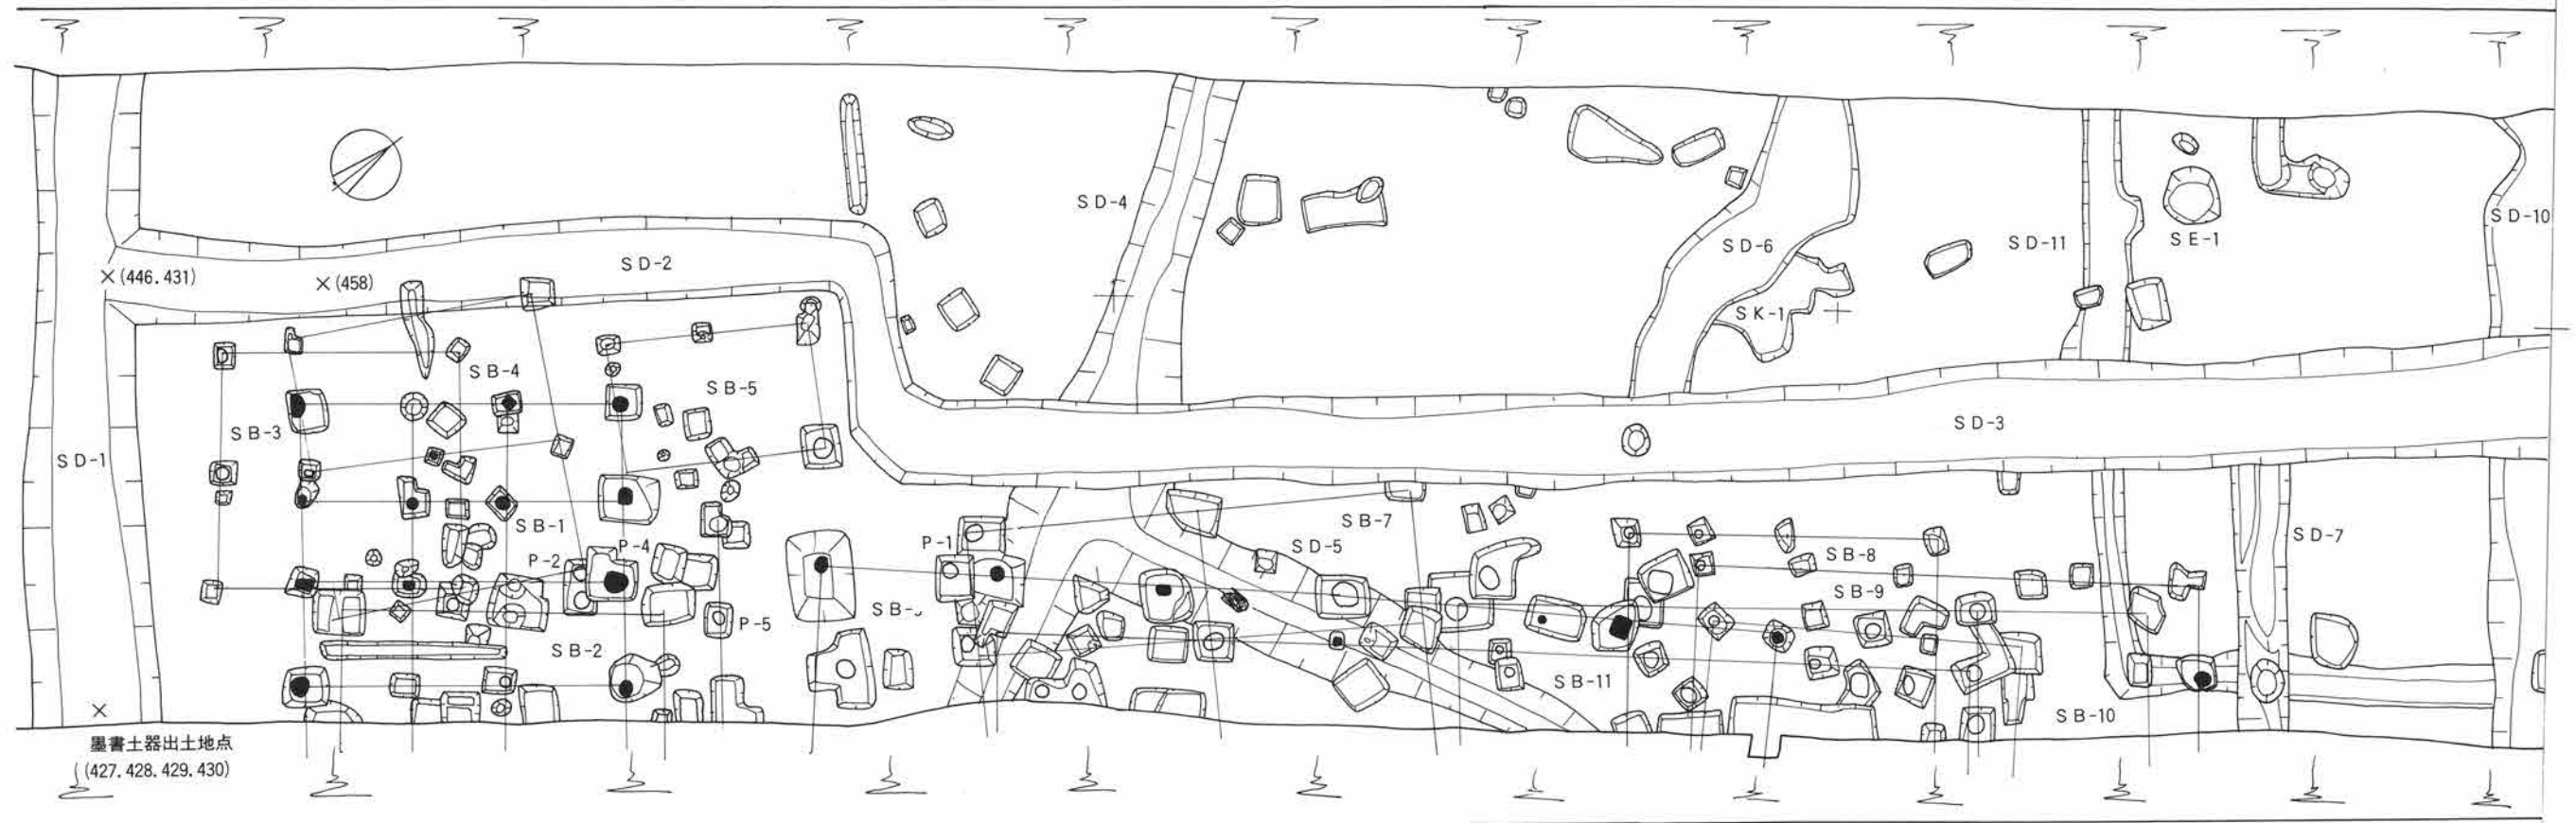 SD-4
SD-10
SD-6
SD-11
SE-1
SD-2
×(446.431)
×(458)
SK-1
SB-4
SB-5
SB-3
SD-3
SD-1
SB-1
SB-7
P-4
P-1
SD-5
SD-7
P-2
SB-8
SB-9
SB-
P-5
SB-2
SB-11
SB-10
×
墨書土器出土地点
(427.428.429.430)